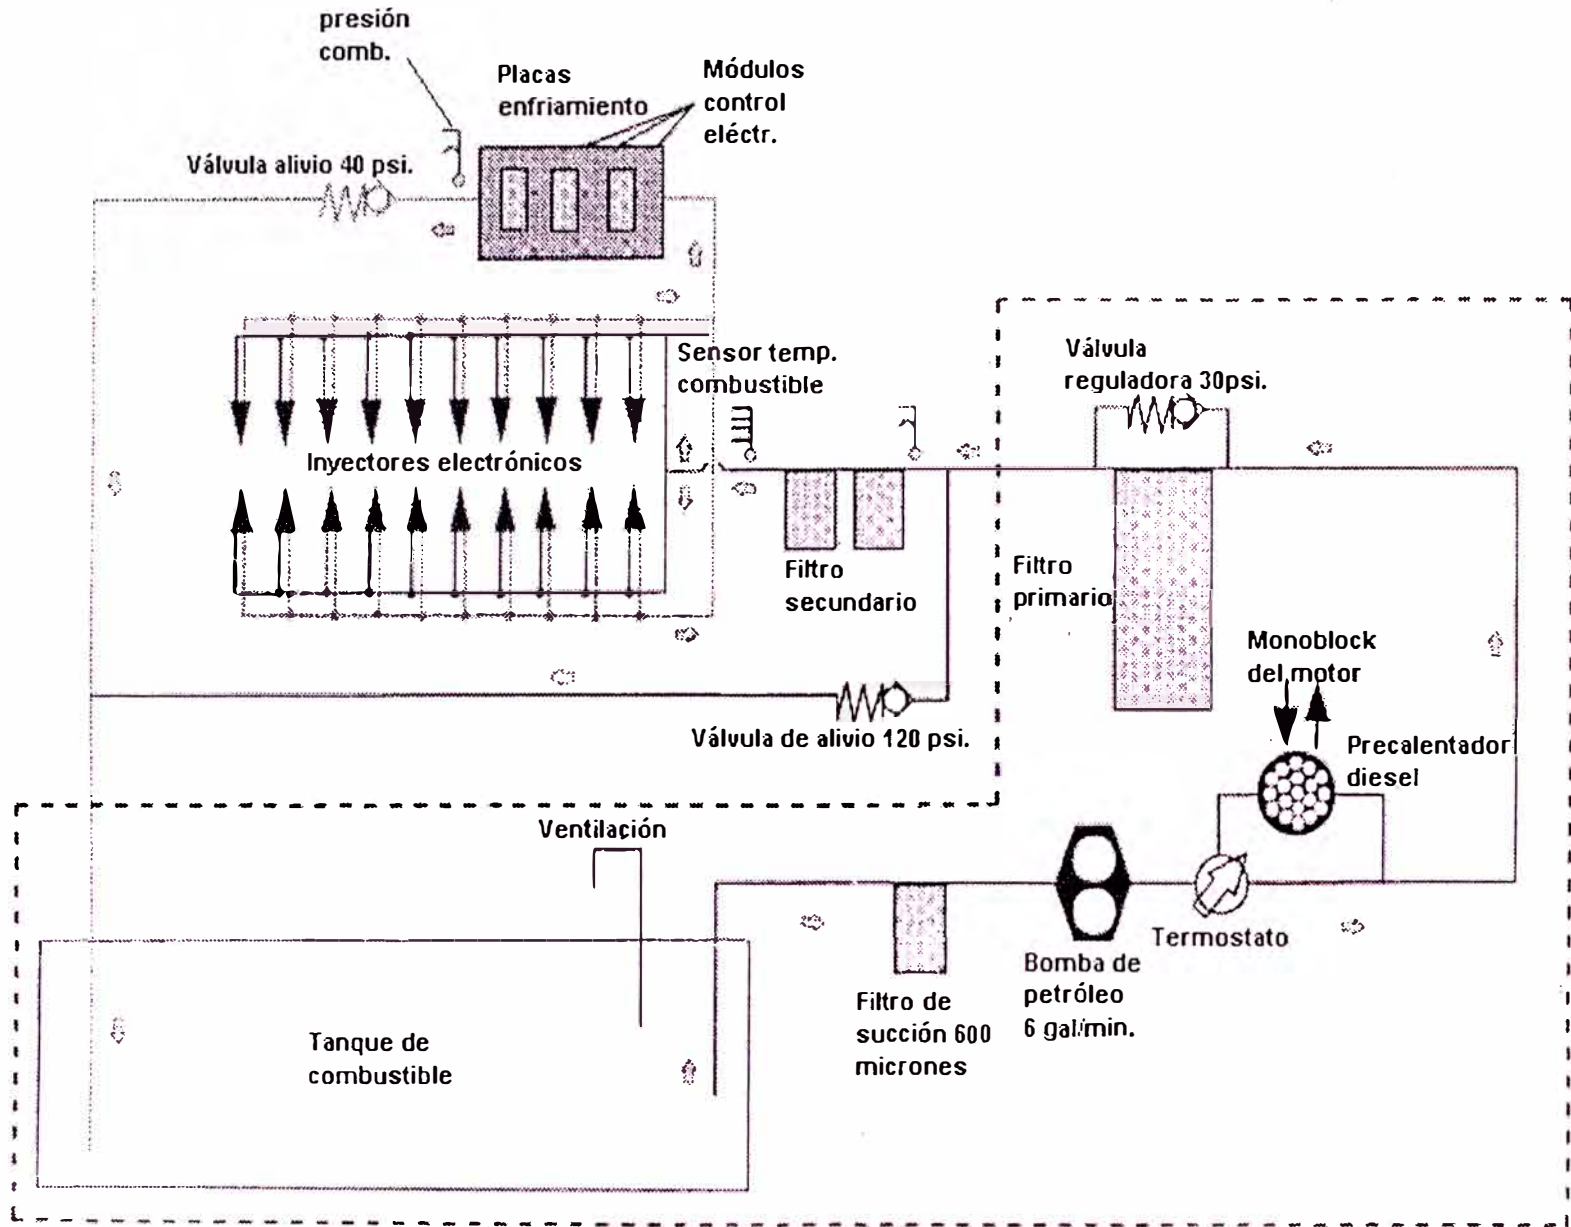 presión
comb.
Placas
enfriamiento
Módulos
control
eléctr.
Válvula alivio 40 psi.
Sensor temp.
combustible
Válvula
reguladora 30psi.
Inyectores electrónicos
Filtro
secundario
Filtro
primario
Monoblock
del motor
Válvula de alivio 120 psi.
Precalentador
diesel
Ventilación
Termostato
Bomba de
petróleo
6 gal/min.
Filtro de
succión 600
micrones
Tanque de
combustible